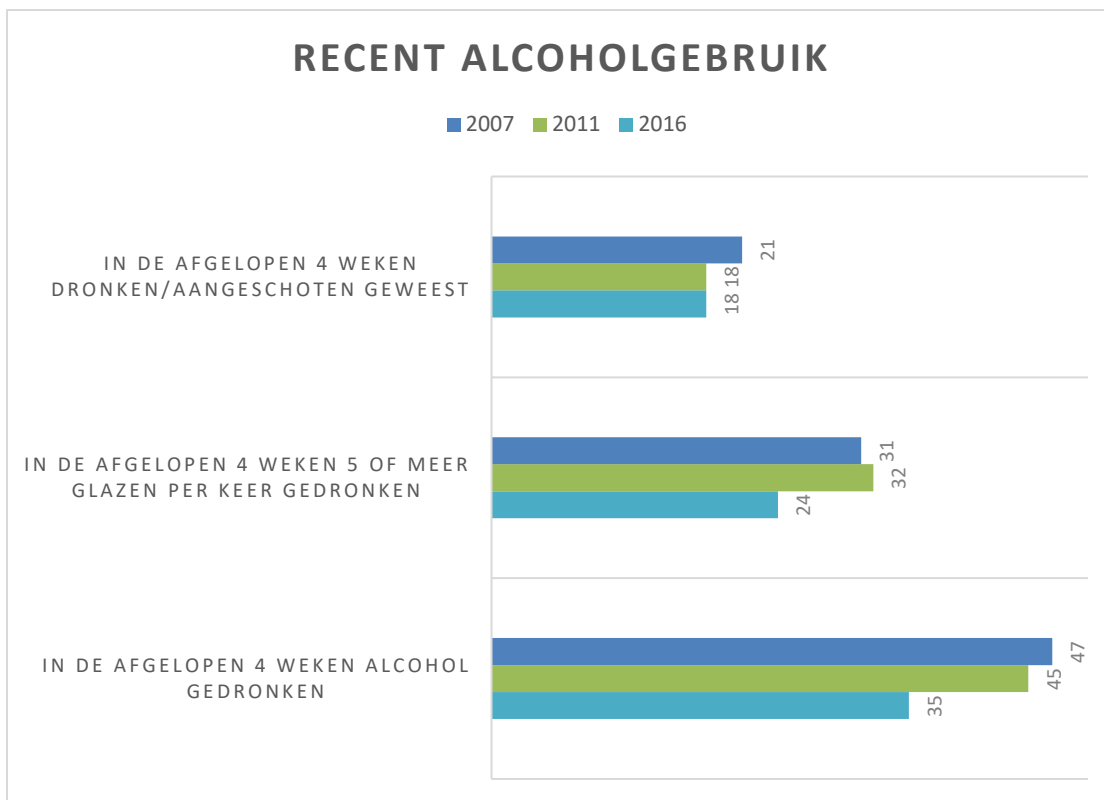 RECENT ALCOHOLGEBRUIK
2007 2011 2016
IN DE AFGELOPEN 4 WEKEN
DRONKEN/AANGESCHOTEN GEWEEST
21
18
18
IN DE AFGELOPEN 4 WEKEN 5 OF MEER
GLAZEN PER KEER GEDRONKEN
31
32
24
IN DE AFGELOPEN 4 WEKEN ALCOHOL
GEDRONKEN
47
45
35